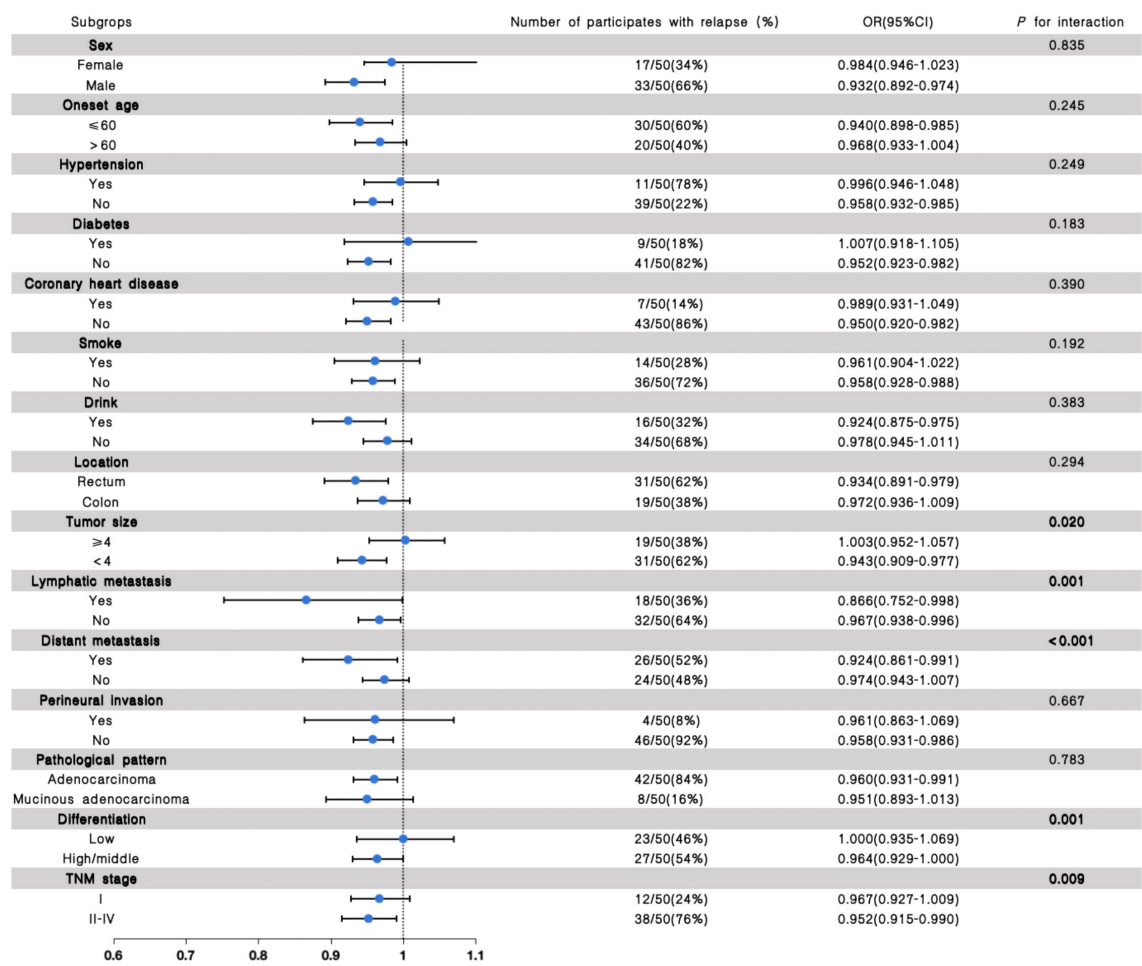 Subgrops Number of participates with relapse (%) OR(95%CI) P for interaction
Sex 0.835
Female 17/50(34%) 0.984(0.946-1.023)
Male 33/50(66%) 0.932(0.892-0.974)
Oneset age 0.245
≤60 30/50(60%) 0.940(0.898-0.985)
>60 20/50(40%) 0.968(0.933-1.004)
Hypertension 0.249
Yes 11/50(78%) 0.996(0.946-1.048)
No 39/50(22%) 0.958(0.932-0.985)
Diabetes 0.183
Yes 9/50(18%) 1.007(0.918-1.105)
No 41/50(82%) 0.952(0.923-0.982)
Coronary heart disease 0.390
Yes 7/50(14%) 0.989(0.931-1.049)
No 43/50(86%) 0.950(0.920-0.982)
Smoke 0.192
Yes 14/50(28%) 0.961(0.904-1.022)
No 36/50(72%) 0.958(0.928-0.988)
Drink 0.383
Yes 16/50(32%) 0.924(0.875-0.975)
No 34/50(68%) 0.978(0.945-1.011)
Location 0.294
Rectum 31/50(62%) 0.934(0.891-0.979)
Colon 19/50(38%) 0.972(0.936-1.009)
Tumor size 0.020
≥4 19/50(38%) 1.003(0.952-1.057)
<4 31/50(62%) 0.943(0.909-0.977)
Lymphatic metastasis 0.001
Yes 18/50(36%) 0.866(0.752-0.998)
No 32/50(64%) 0.967(0.938-0.996)
Distant metastasis <0.001
Yes 26/50(52%) 0.924(0.861-0.991)
No 24/50(48%) 0.974(0.943-1.007)
Perineural invasion 0.667
Yes 4/50(8%) 0.961(0.863-1.069)
No 46/50(92%) 0.958(0.931-0.986)
Pathological pattern 0.783
Adenocarcinoma 42/50(84%) 0.960(0.931-0.991)
Mucinous adenocarcinoma 8/50(16%) 0.951(0.893-1.013)
Differentiation 0.001
Low 23/50(46%) 1.000(0.935-1.069)
High/middle 27/50(54%) 0.964(0.929-1.000)
TNM stage 0.009
I 12/50(24%) 0.967(0.927-1.009)
II-IV 38/50(76%) 0.952(0.915-0.990)
0.6 0.7 0.8 0.9 1 1.1